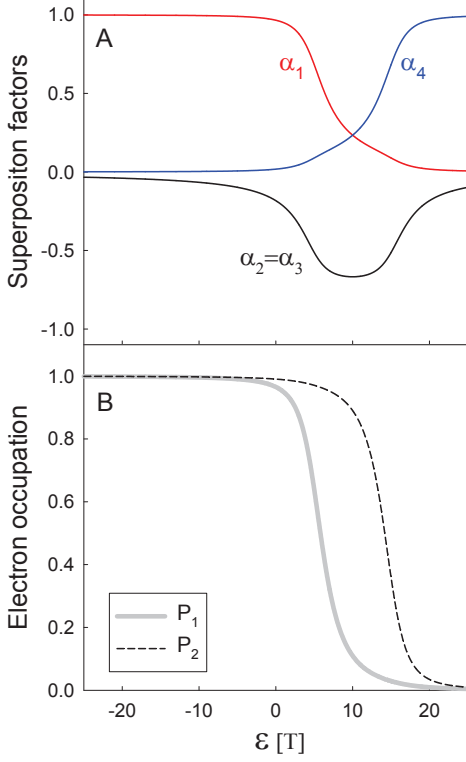 A
Superpositon factors
1.0
0.5
0.0
-0.5
-1.0
α1
α4
α2=α3
B
Electron occupation
1.0
0.8
0.6
0.4
0.2
0.0
P1
P2
-20 -10 0 10 20
ε [T]